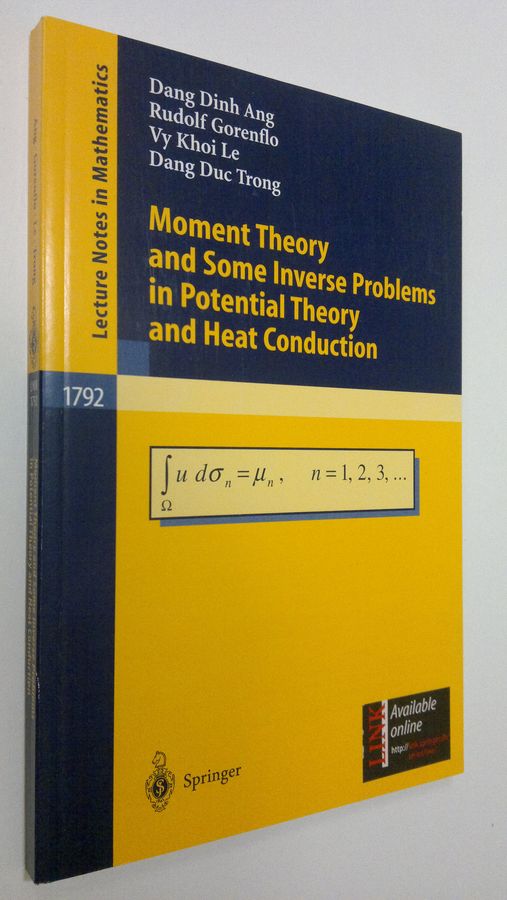 Lecture Notes in Mathematics
1792
Dang Dinh Ang
Rudolf Gorenflo
Vy Khoi Le
Dang Duc Trong
Moment Theory
and Some Inverse Problems
in Potential Theory
and Heat Conduction
∫_Ω u dσ_n = μ_n, n = 1, 2, 3, ...
LINK
Available
online
Springer